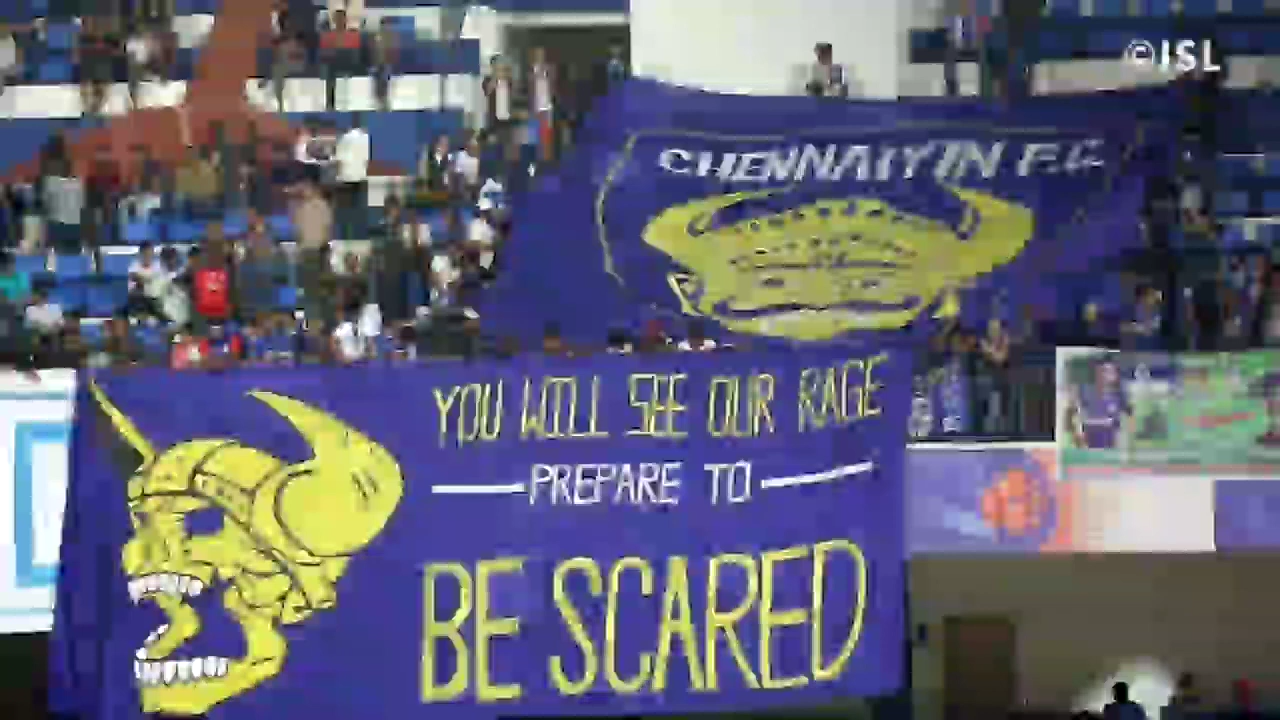 ©ISL
CHENNAIYIN F.C
YOU WILL SEE OUR RAGE
PREPARE TO
BE SCARED